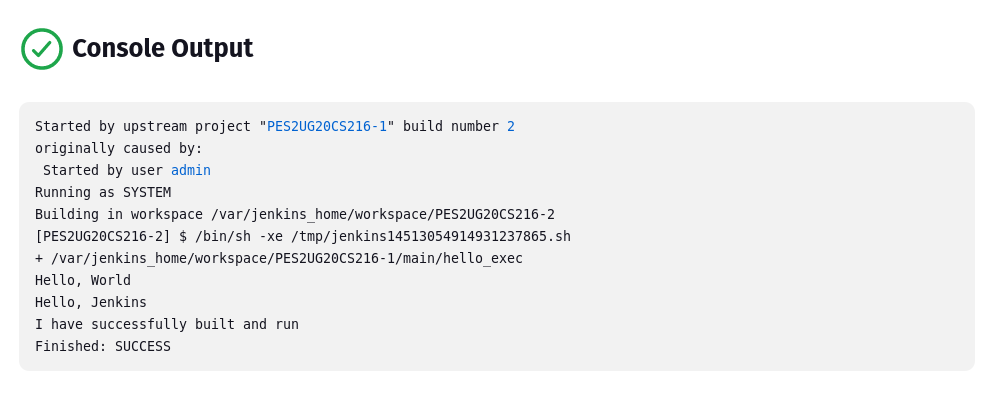 Console Output
Started by upstream project "PES2UG20CS216-1" build number 2
originally caused by:
 Started by user admin
Running as SYSTEM
Building in workspace /var/jenkins_home/workspace/PES2UG20CS216-2
[PES2UG20CS216-2] $ /bin/sh -xe /tmp/jenkins14513054914931237865.sh
+ /var/jenkins_home/workspace/PES2UG20CS216-1/main/hello_exec
Hello, World
Hello, Jenkins
I have successfully built and run
Finished: SUCCESS